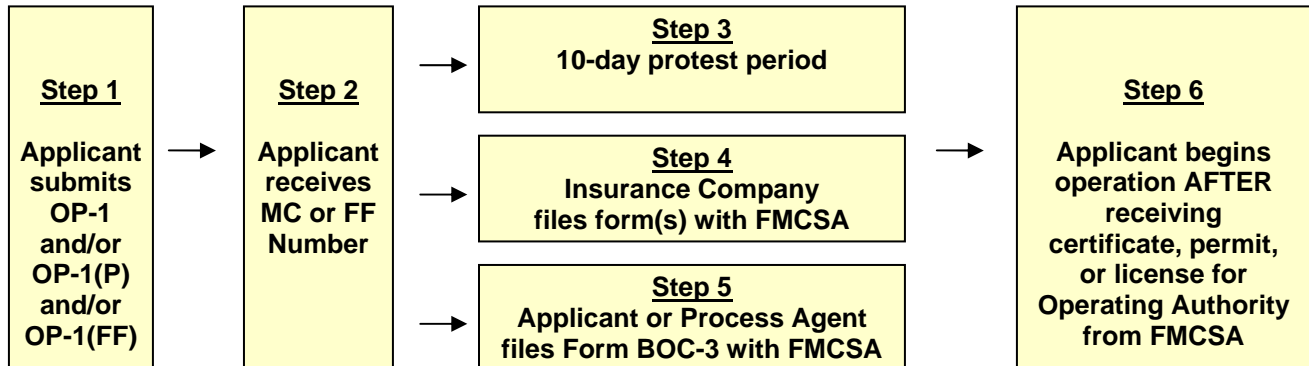 Step 1
Applicant
submits
OP-1
and/or
OP-1(P)
and/or
OP-1(FF)
Step 2
Applicant
receives
MC or FF
Number
Step 3
10-day protest period
Step 4
Insurance Company
files form(s) with FMCSA
Step 5
Applicant or Process Agent
files Form BOC-3 with FMCSA
Step 6
Applicant begins
operation AFTER
receiving
certificate, permit,
or license for
Operating Authority
from FMCSA